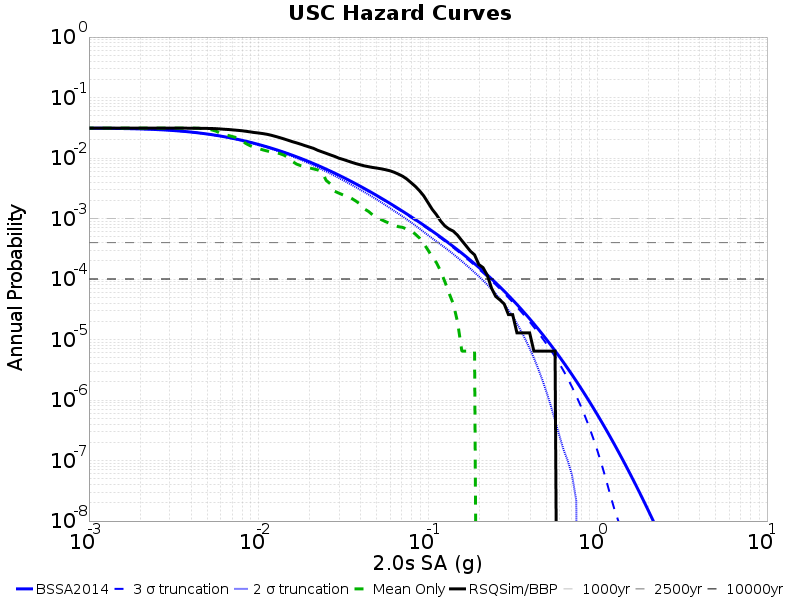 USC Hazard Curves
10^0
10^-1
10^-2
10^-3
10^-4
10^-5
10^-6
10^-7
10^-8
Annual Probability
10^-3 10^-2 10^-1 10^0 10^1
2.0s SA (g)
BSSA2014 3 σ truncation 2 σ truncation Mean Only RSQSim/BBP 1000yr 2500yr 10000yr